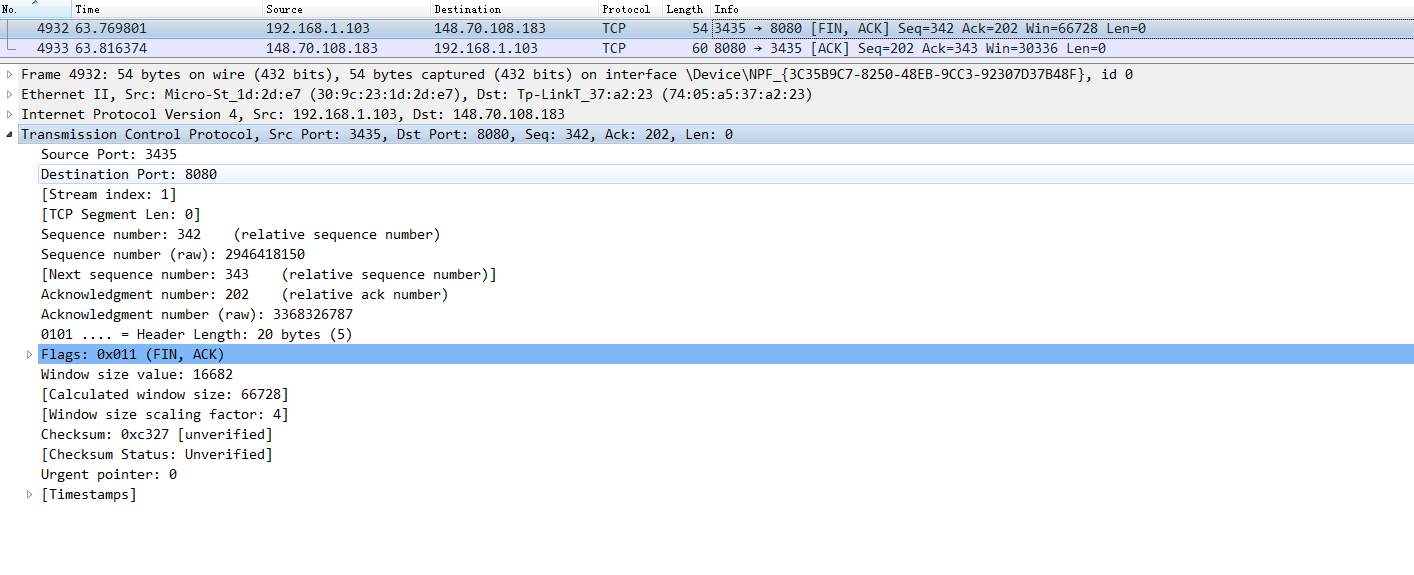 No. Time Source Destination Protocol Length Info
4932 63.769801 192.168.1.103 148.70.108.183 TCP 54 3435 → 8080 [FIN, ACK] Seq=342 Ack=202 Win=66728 Len=0
4933 63.816374 148.70.108.183 192.168.1.103 TCP 60 8080 → 3435 [ACK] Seq=202 Ack=343 Win=30336 Len=0
Frame 4932: 54 bytes on wire (432 bits), 54 bytes captured (432 bits) on interface \Device\NPF_{3C35B9C7-8250-48EB-9CC3-92307D37B48F}, id 0
Ethernet II, Src: Micro-St_1d:2d:e7 (30:9c:23:1d:2d:e7), Dst: Tp-LinkT_37:a2:23 (74:05:a5:37:a2:23)
Internet Protocol Version 4, Src: 192.168.1.103, Dst: 148.70.108.183
Transmission Control Protocol, Src Port: 3435, Dst Port: 8080, Seq: 342, Ack: 202, Len: 0
Source Port: 3435
Destination Port: 8080
[Stream index: 1]
[TCP Segment Len: 0]
Sequence number: 342 (relative sequence number)
Sequence number (raw): 2946418150
[Next sequence number: 343 (relative sequence number)]
Acknowledgment number: 202 (relative ack number)
Acknowledgment number (raw): 3368326787
0101 .... = Header Length: 20 bytes (5)
Flags: 0x011 (FIN, ACK)
Window size value: 16682
[Calculated window size: 66728]
[Window size scaling factor: 4]
Checksum: 0xc327 [unverified]
[Checksum Status: Unverified]
Urgent pointer: 0
[Timestamps]